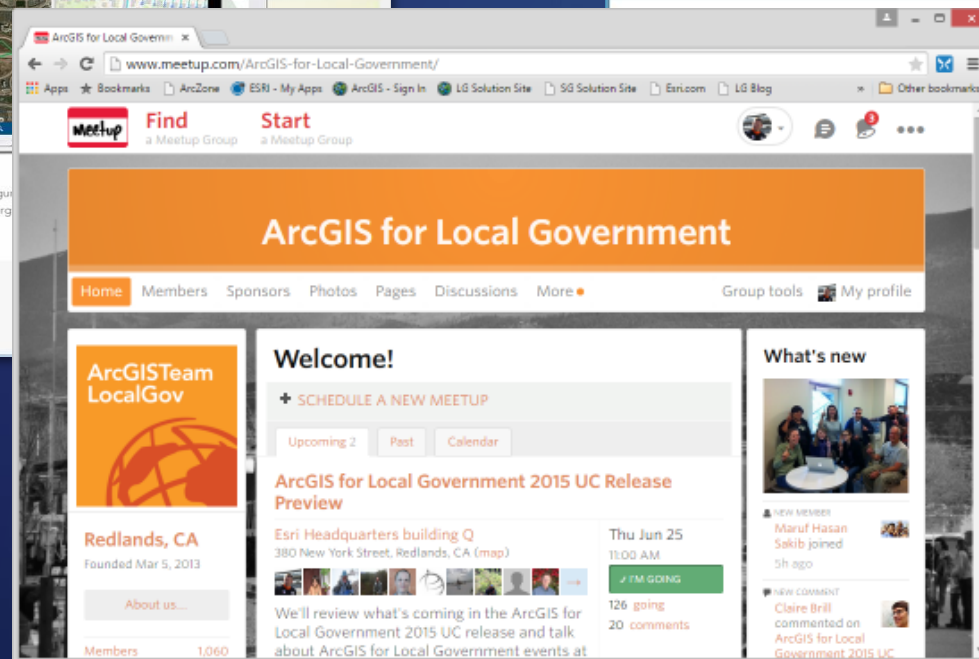 ArcGIS for Local Governm
www.meetup.com/ArcGIS-for-Local-Government/
Apps Bookmarks ArcZone ESRI - My Apps ArcGIS - Sign In LG Solution Site SG Solution Site Esri.com LG Blog » Other bookmarks
Meetup
Find
a Meetup Group
Start
a Meetup Group
3
ArcGIS for Local Government
Home Members Sponsors Photos Pages Discussions More Group tools My profile
ArcGISTeam
LocalGov
Redlands, CA
Founded Mar 5, 2013
About us...
Members 1,060
Welcome!
+ SCHEDULE A NEW MEETUP
Upcoming 2 Past Calendar
ArcGIS for Local Government 2015 UC Release
Preview
Esri Headquarters building Q
380 New York Street, Redlands, CA (map)
We'll review what's coming in the ArcGIS for
Local Government 2015 UC release and talk
about ArcGIS for Local Government events at
Thu Jun 25
11:00 AM
✓ I'M GOING
126 going
20 comments
What's new
NEW MEMBER
Maruf Hasan
Sakib joined
5h ago
NEW COMMENT
Claire Brill
commented on
ArcGIS for Local
Government 2015 UC